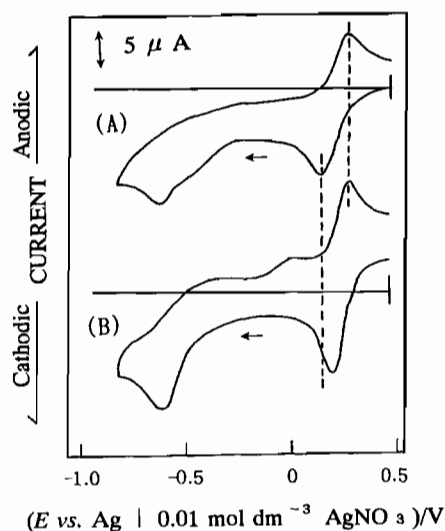 5 μ A
(A)
(B)
Cathodic CURRENT Anodic
-1.0 -0.5 0 0.5
(E vs. Ag | 0.01 mol dm⁻³ AgNO₃)/V